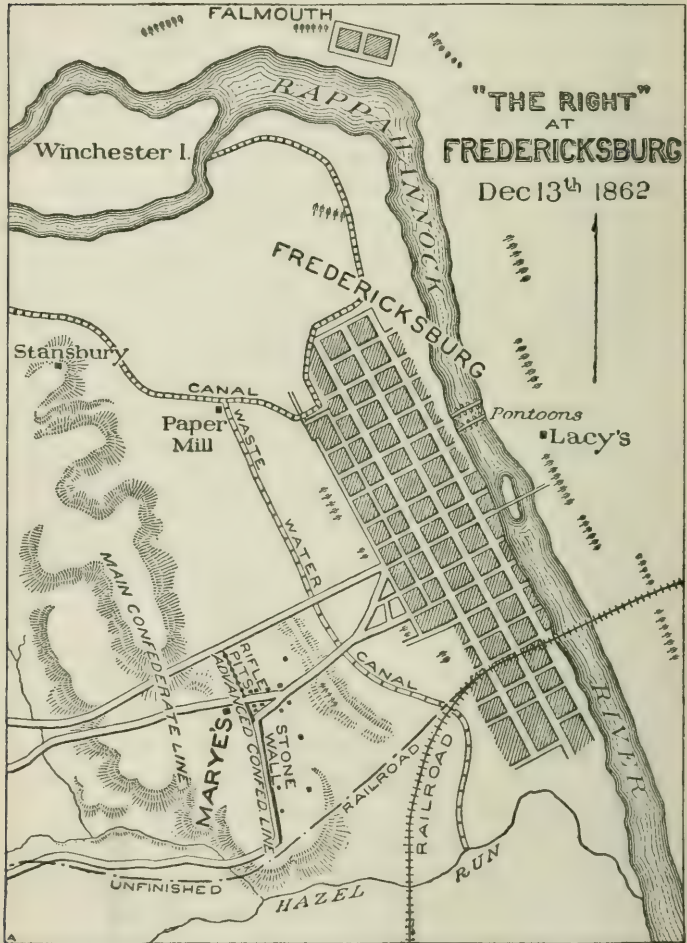 FALMOUTH
"THE RIGHT"
AT
FREDERICKSBURG
Dec 13th 1862
RAPPAHANNOCK
Winchester I.
FREDERICKSBURG
Stansbury
CANAL
Paper
Mill
Pontoons
Lacy's
WASTE WATER CANAL
MAIN CONFEDERATE LINE
RIFLE
PITS
ADVANCED CONFED LINE
MARYE'S
STONE
WALL
RAILROAD
RAILROAD
RIVER
UNFINISHED
HAZEL RUN
A